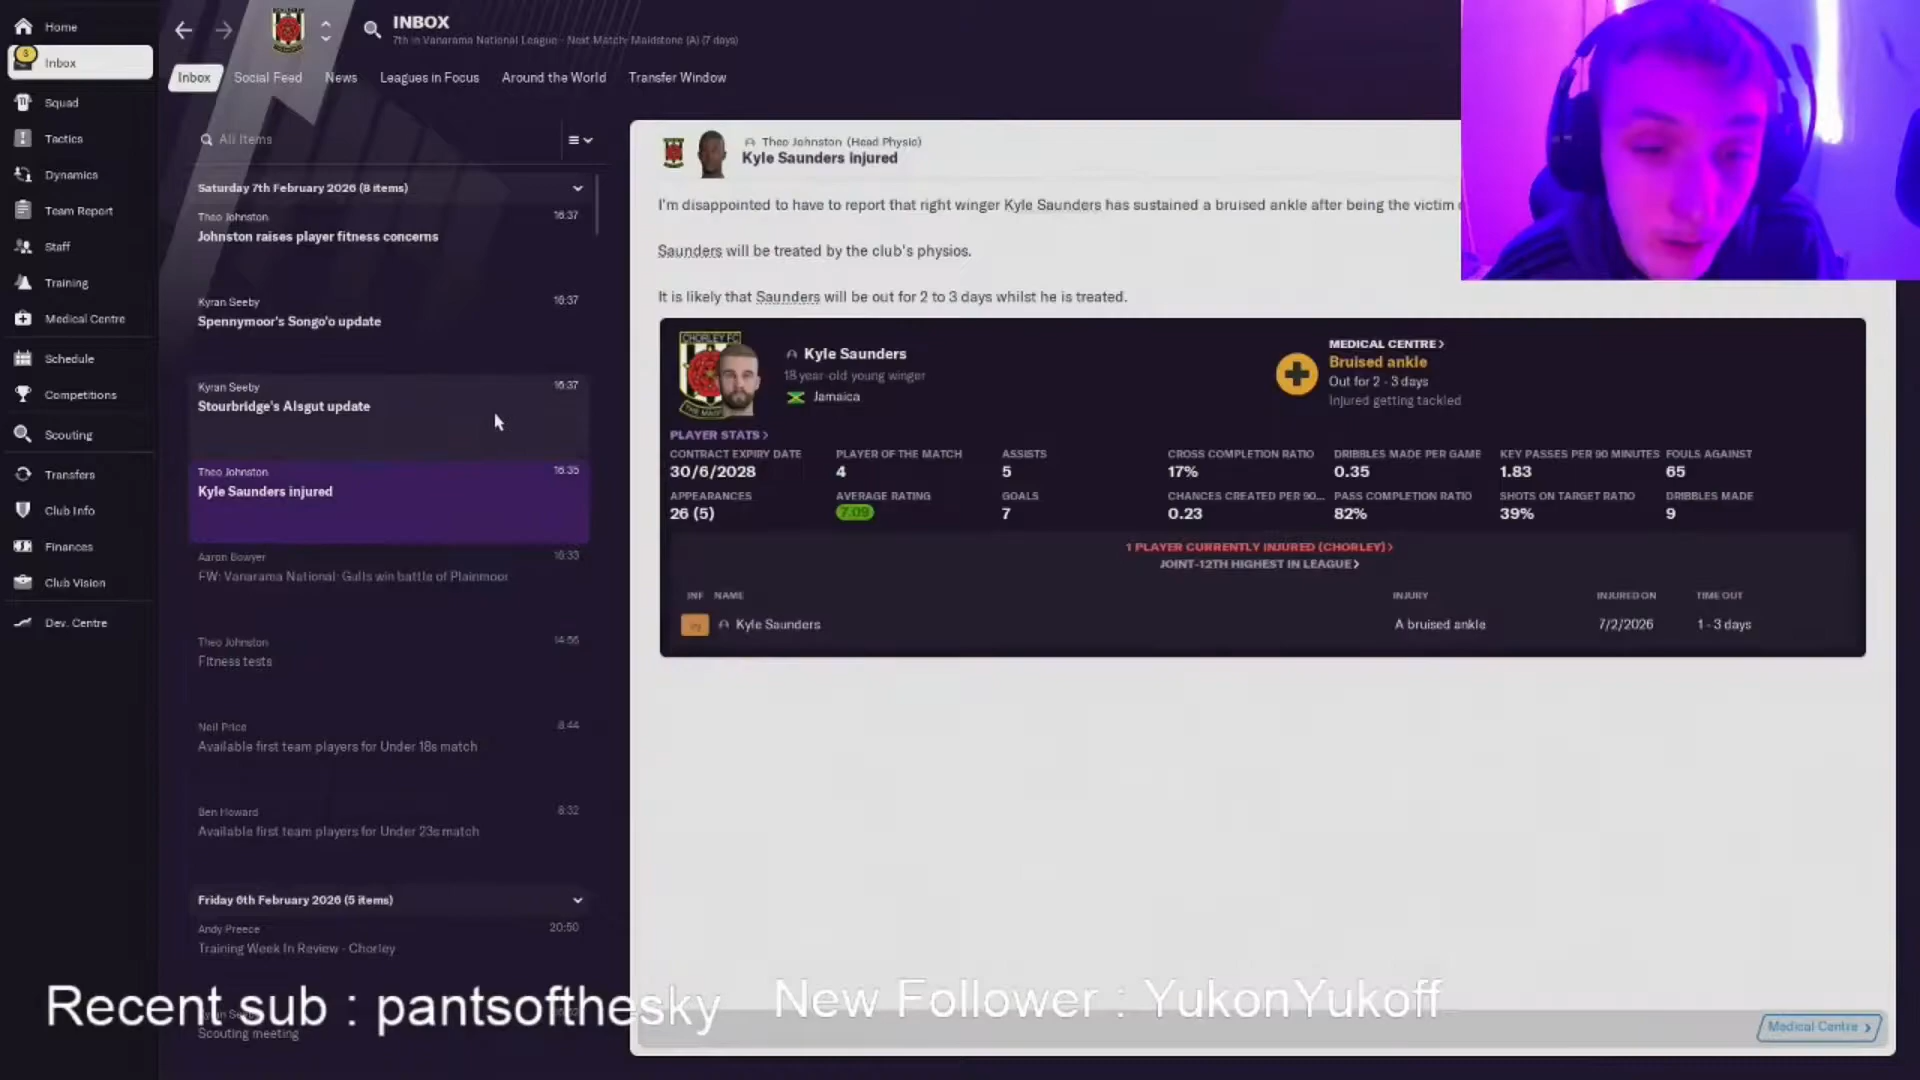 Home
Inbox
Squad
Tactics
Dynamics
Team Report
Staff
Training
Medical Centre
Schedule
Competitions
Scouting
Transfers
Club Info
Finances
Club Vision
Dev. Centre
3
INBOX
7th in Vanarama National League - Next Match: Maidstone (A) (7 days)
Inbox Social Feed News Leagues in Focus Around the World Transfer Window
All Items
Saturday 7th February 2026 (8 items)
Theo Johnston 16:37
Johnston raises player fitness concerns
Kyran Seeby 16:37
Spennymoor's Songo'o update
Kyran Seeby 16:37
Stourbridge's Alsgut update
Theo Johnston 16:35
Kyle Saunders injured
Aaron Bowyer 16:33
FW: Vanarama National: Gulls win battle of Plainmoor
Theo Johnston 14:56
Fitness tests
Neil Price 8:44
Available first team players for Under 18s match
Ben Howard 8:32
Available first team players for Under 23s match
Friday 6th February 2026 (5 items)
Andy Preece 20:50
Training Week In Review - Chorley
Scouting meeting
Theo Johnston (Head Physio)
Kyle Saunders injured
I'm disappointed to have to report that right winger Kyle Saunders has sustained a bruised ankle after being the victim
Saunders will be treated by the club's physios.
It is likely that Saunders will be out for 2 to 3 days whilst he is treated.
CHORLEY FC
Kyle Saunders
18 year-old young winger
Jamaica
MEDICAL CENTRE >
Bruised ankle
Out for 2 - 3 days
Injured getting tackled
PLAYER STATS >
CONTRACT EXPIRY DATE PLAYER OF THE MATCH ASSISTS CROSS COMPLETION RATIO DRIBBLES MADE PER GAME KEY PASSES PER 90 MINUTES FOULS AGAINST
30/6/2028 4 5 17% 0.35 1.83 65
APPEARANCES AVERAGE RATING GOALS CHANCES CREATED PER 90... PASS COMPLETION RATIO SHOTS ON TARGET RATIO DRIBBLES MADE
26 (5) 7.09 7 0.23 82% 39% 9
1 PLAYER CURRENTLY INJURED (CHORLEY) >
JOINT-12TH HIGHEST IN LEAGUE >
INF NAME INJURY INJURED ON TIME OUT
Kyle Saunders A bruised ankle 7/2/2026 1 - 3 days
Medical Centre >
Recent sub : pantsofthesky
New Follower : YukonYukoff